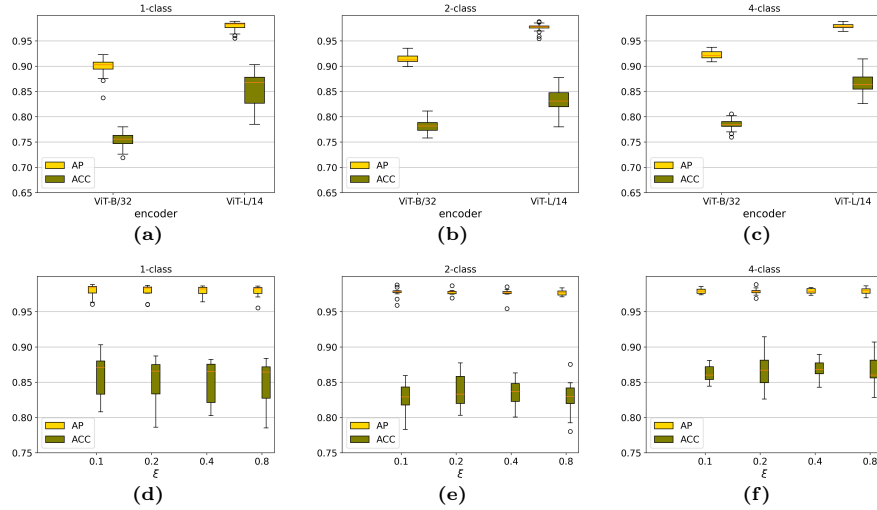 1-class
0.95
0.90
0.85
0.80
0.75
0.70
0.65
AP
ACC
ViT-B/32 ViT-L/14
encoder
(a)
2-class
0.95
0.90
0.85
0.80
0.75
0.70
0.65
AP
ACC
ViT-B/32 ViT-L/14
encoder
(b)
4-class
0.95
0.90
0.85
0.80
0.75
0.70
0.65
AP
ACC
ViT-B/32 ViT-L/14
encoder
(c)
1-class
0.95
0.90
0.85
0.80
0.75
AP
ACC
0.1 0.2 0.4 0.8
ξ
(d)
2-class
0.95
0.90
0.85
0.80
0.75
AP
ACC
0.1 0.2 0.4 0.8
ξ
(e)
4-class
0.95
0.90
0.85
0.80
0.75
AP
ACC
0.1 0.2 0.4 0.8
ξ
(f)